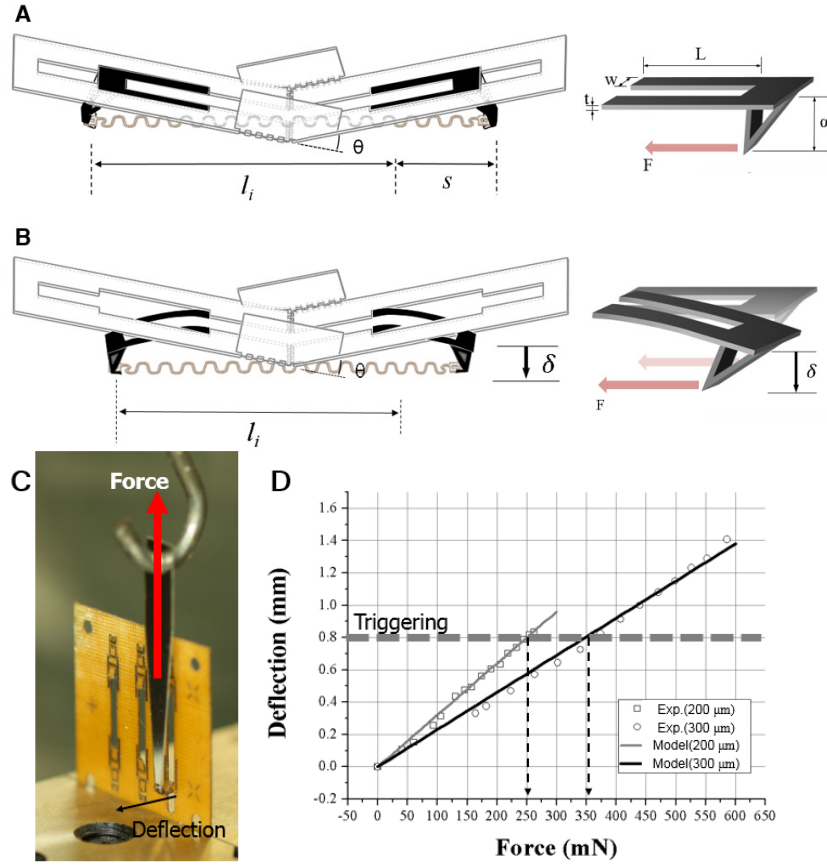 A
θ
l_i
s
w
L
t
α
F
B
θ
δ
l_i
δ
F
C
Force
Deflection
D
Deflection (mm)
1.6
1.4
1.2
1.0
0.8
0.6
0.4
0.2
0.0
-0.2
Triggering
Exp.(200 μm)
Exp.(300 μm)
Model(200 μm)
Model(300 μm)
-50 0 50 100 150 200 250 300 350 400 450 500 550 600 650
Force (mN)